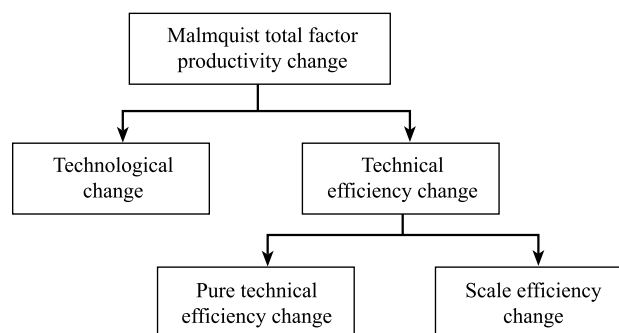 Malmquist total factor
productivity change
Technological
change
Technical
efficiency change
Pure technical
efficiency change
Scale efficiency
change